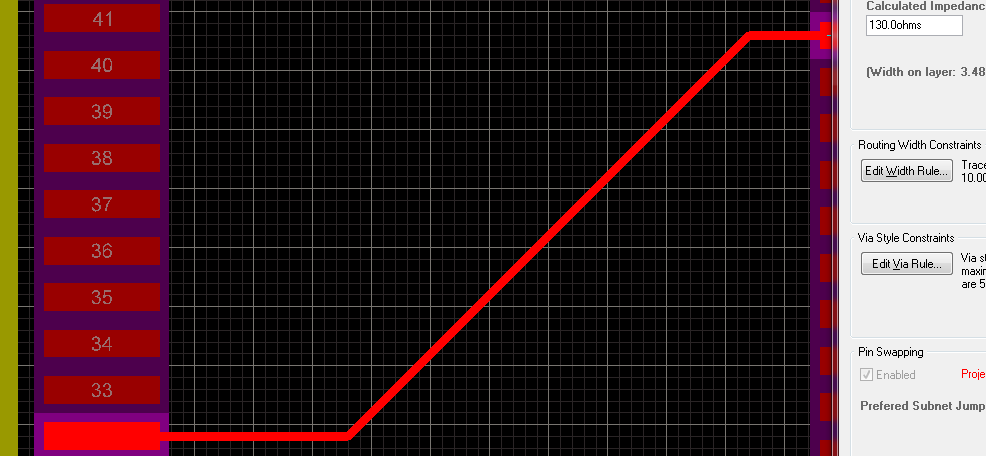 41
40
39
38
37
36
35
34
33
Calculated Impedanc
130.0ohms
(Width on layer: 3.48
Routing Width Constraints
Edit Width Rule...
Trace
10.00
Via Style Constraints
Edit Via Rule...
Via st
maxin
are 5
Pin Swapping
Enabled
Proje
Prefered Subnet Jump